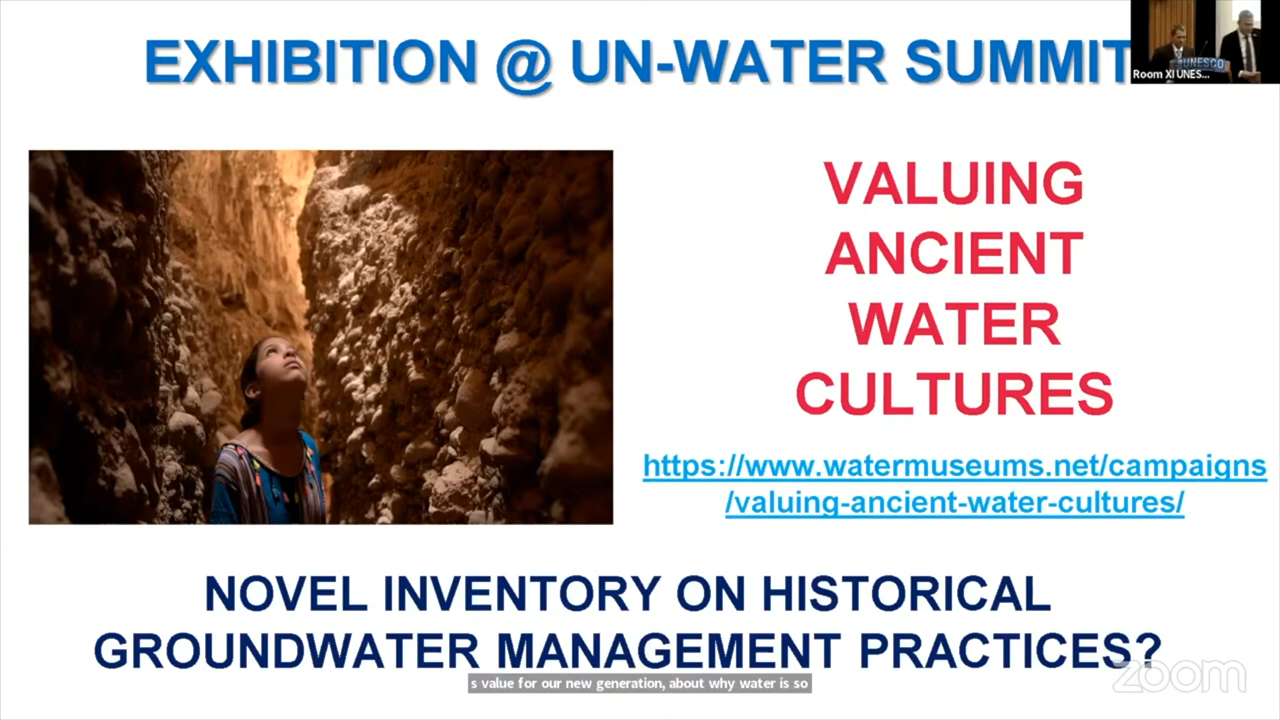 EXHIBITION @ UN-WATER SUMMIT
#UNESCO
Room XI UNES...
VALUING
ANCIENT
WATER
CULTURES
https://www.watermuseums.net/campaigns
/valuing-ancient-water-cultures/
NOVEL INVENTORY ON HISTORICAL
GROUNDWATER MANAGEMENT PRACTICES?
s value for our new generation, about why water is so
zoom